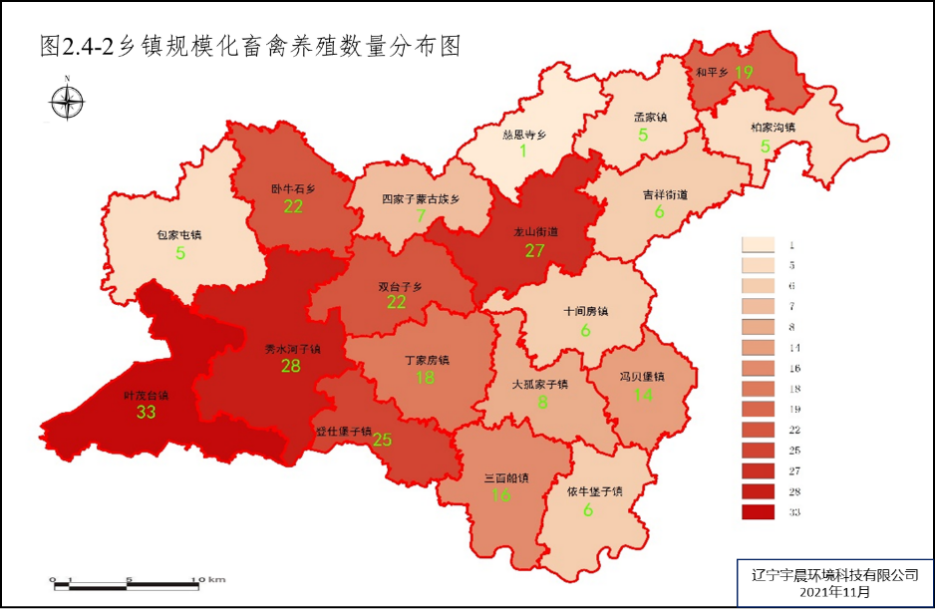 图2.4-2乡镇规模化畜禽养殖数量分布图
N
和平乡 19
孟家镇
5
柏家沟镇
5
慈恩寺乡
1
卧牛石乡
22
四家子蒙古族乡
7
吉祥街道
6
包家屯镇
5
龙山街道
27
双台子乡
22
十间房镇
6
秀水河子镇
28
丁家房镇
18
大孤家子镇
8
冯贝堡镇
14
叶茂台镇
33
登仕堡子镇 25
三面船镇
16
依牛堡子镇
6
1
5
6
7
8
14
16
18
19
22
25
27
28
33
0 1 5 10 km
辽宁宇晨环境科技有限公司
2021年11月